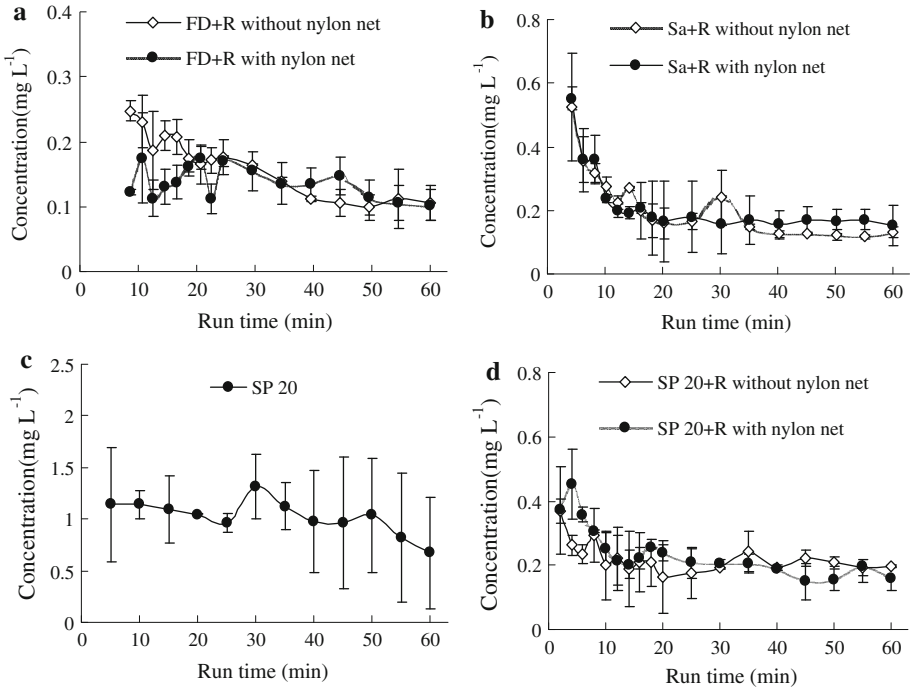 a
FD+R without nylon net
FD+R with nylon net
Concentration(mg L⁻¹)
0.4
0.3
0.2
0.1
0
0 10 20 30 40 50 60
Run time (min)
b
Sa+R without nylon net
Sa+R with nylon net
Concentration(mg L⁻¹)
0.8
0.6
0.4
0.2
0
0 10 20 30 40 50 60
Run time (min)
c
SP 20
Concentration(mg L⁻¹)
2.5
2
1.5
1
0.5
0
0 10 20 30 40 50 60
Run time (min)
d
SP 20+R without nylon net
SP 20+R with nylon net
Concentration(mg L⁻¹)
0.8
0.6
0.4
0.2
0
0 10 20 30 40 50 60
Run time (min)